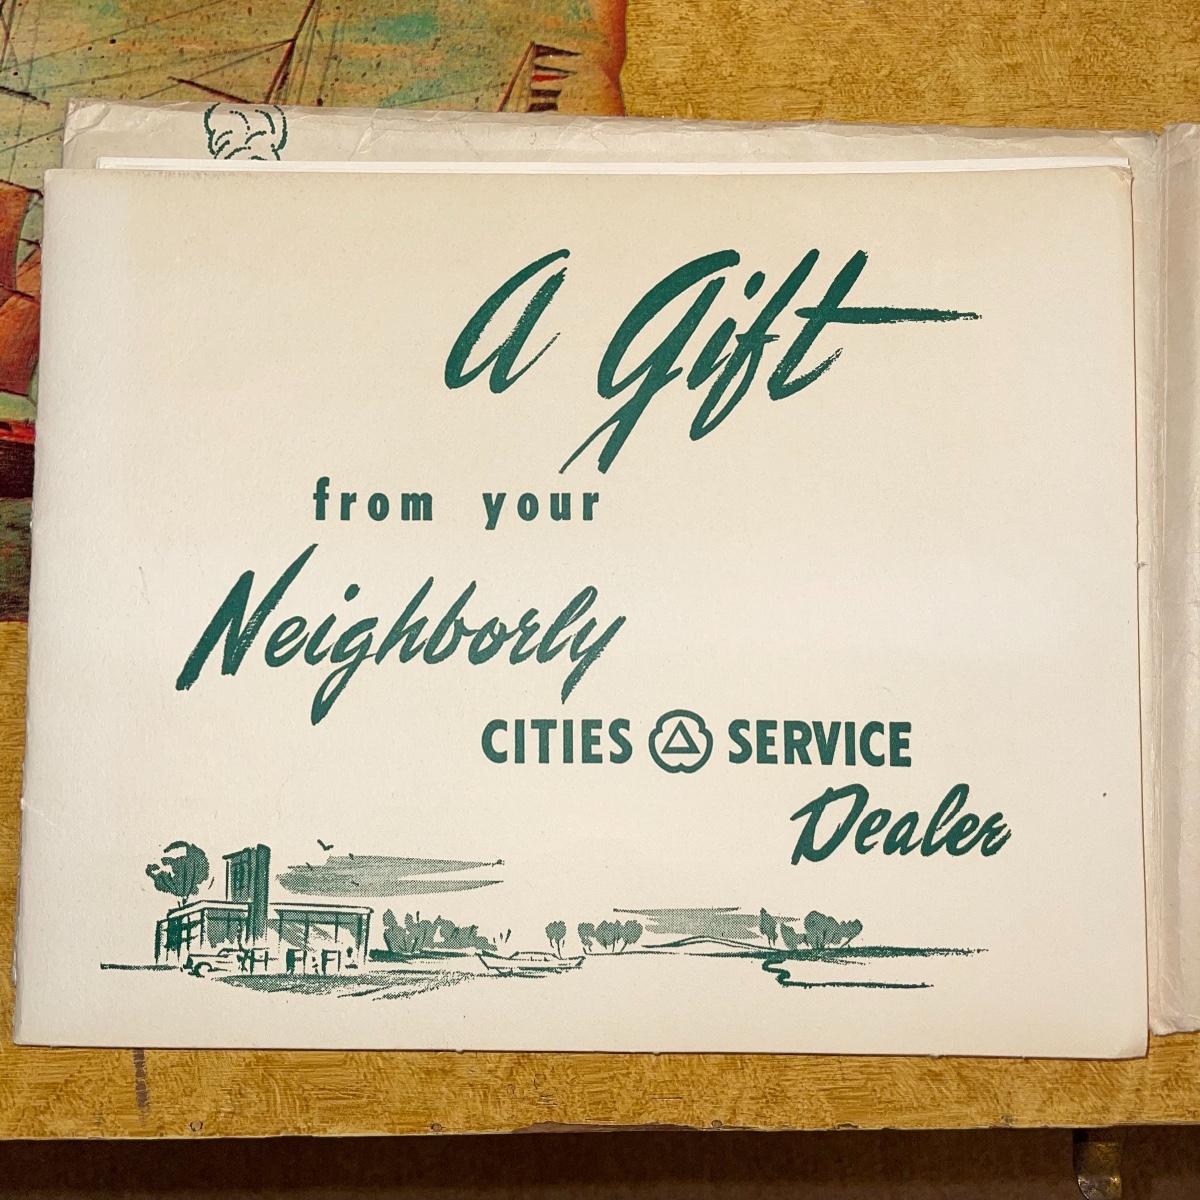 A Gift
from your
Neighborly
CITIES SERVICE
Dealer